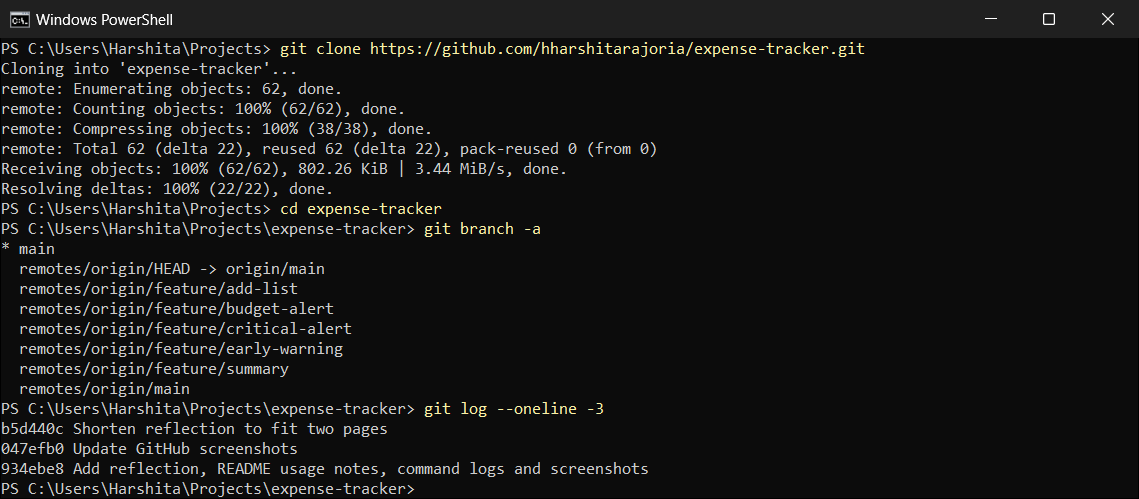 Windows PowerShell
PS C:\Users\Harshita\Projects> git clone https://github.com/hharshitarajoria/expense-tracker.git
Cloning into 'expense-tracker'...
remote: Enumerating objects: 62, done.
remote: Counting objects: 100% (62/62), done.
remote: Compressing objects: 100% (38/38), done.
remote: Total 62 (delta 22), reused 62 (delta 22), pack-reused 0 (from 0)
Receiving objects: 100% (62/62), 802.26 KiB | 3.44 MiB/s, done.
Resolving deltas: 100% (22/22), done.
PS C:\Users\Harshita\Projects> cd expense-tracker
PS C:\Users\Harshita\Projects\expense-tracker> git branch -a
* main
  remotes/origin/HEAD -> origin/main
  remotes/origin/feature/add-list
  remotes/origin/feature/budget-alert
  remotes/origin/feature/critical-alert
  remotes/origin/feature/early-warning
  remotes/origin/feature/summary
  remotes/origin/main
PS C:\Users\Harshita\Projects\expense-tracker> git log --oneline -3
b5d440c Shorten reflection to fit two pages
047efb0 Update GitHub screenshots
934ebe8 Add reflection, README usage notes, command logs and screenshots
PS C:\Users\Harshita\Projects\expense-tracker>